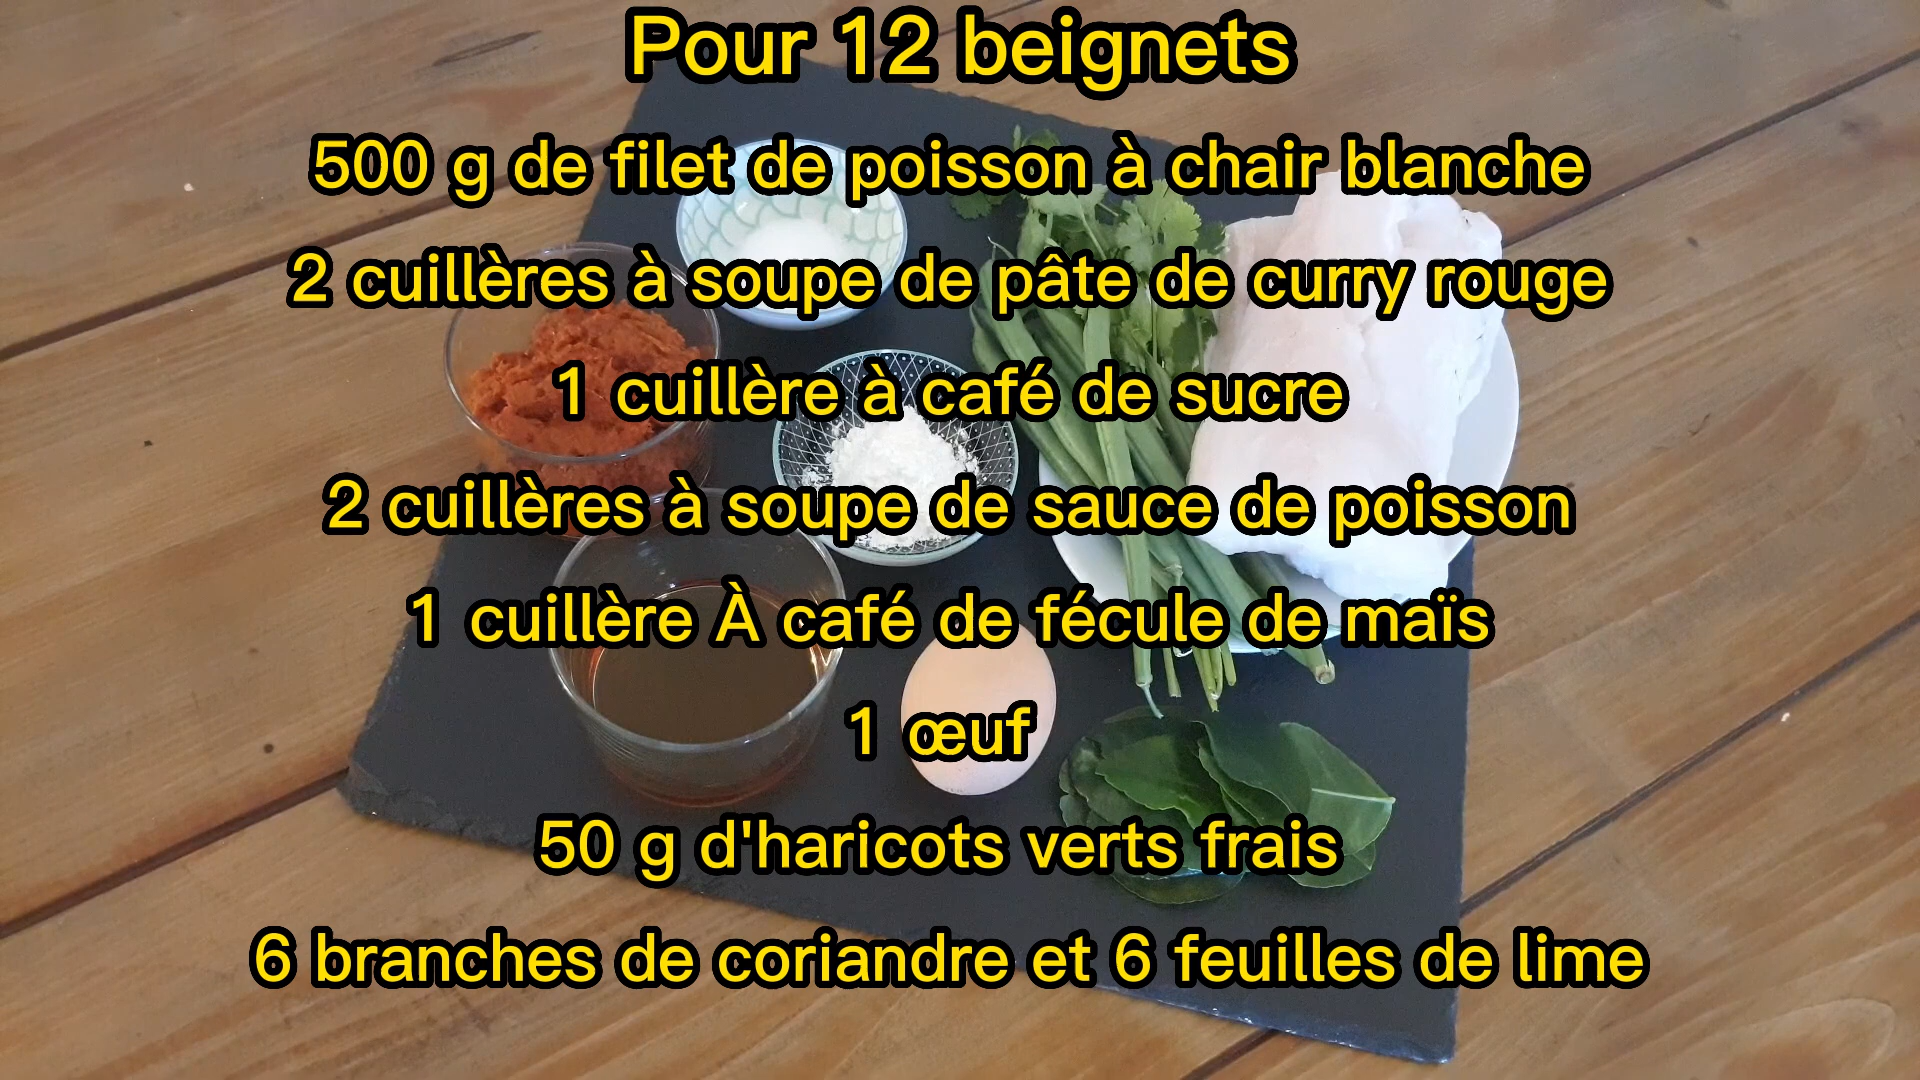 Pour 12 beignets
500 g de filet de poisson à chair blanche
2 cuillères à soupe de pâte de curry rouge
1 cuillère à café de sucre
2 cuillères à soupe de sauce de poisson
1 cuillère À café de fécule de maïs
1 œuf
50 g d'haricots verts frais
6 branches de coriandre et 6 feuilles de lime